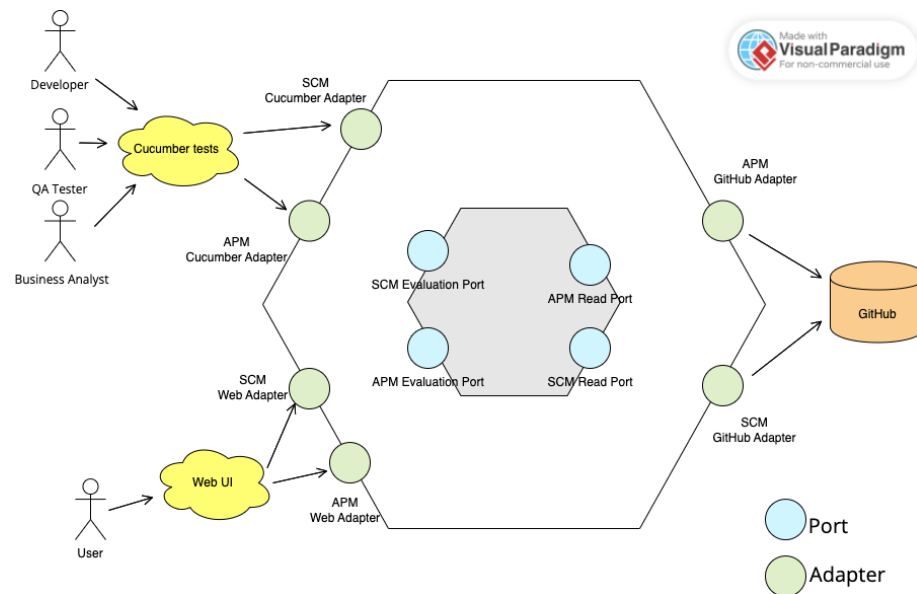 Made with
Visual Paradigm
For non-commercial use
Developer
SCM
Cucumber Adapter
Cucumber tests
QA Tester
APM
GitHub Adapter
Business Analyst
APM
Cucumber Adapter
SCM Evaluation Port
APM Read Port
GitHub
SCM
Web Adapter
APM Evaluation Port
SCM Read Port
SCM
GitHub Adapter
Web UI
APM
Web Adapter
User
Port
Adapter